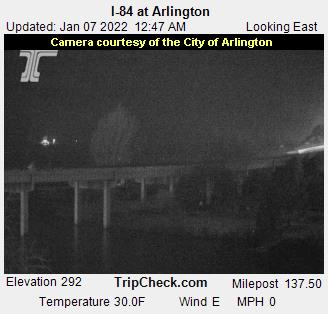 I-84 at Arlington
Updated: Jan 07 2022 12:47 AM Looking East
Camera courtesy of the City of Arlington
Elevation 292 TripCheck.com Milepost 137.50
Temperature 30.0F Wind E MPH 0